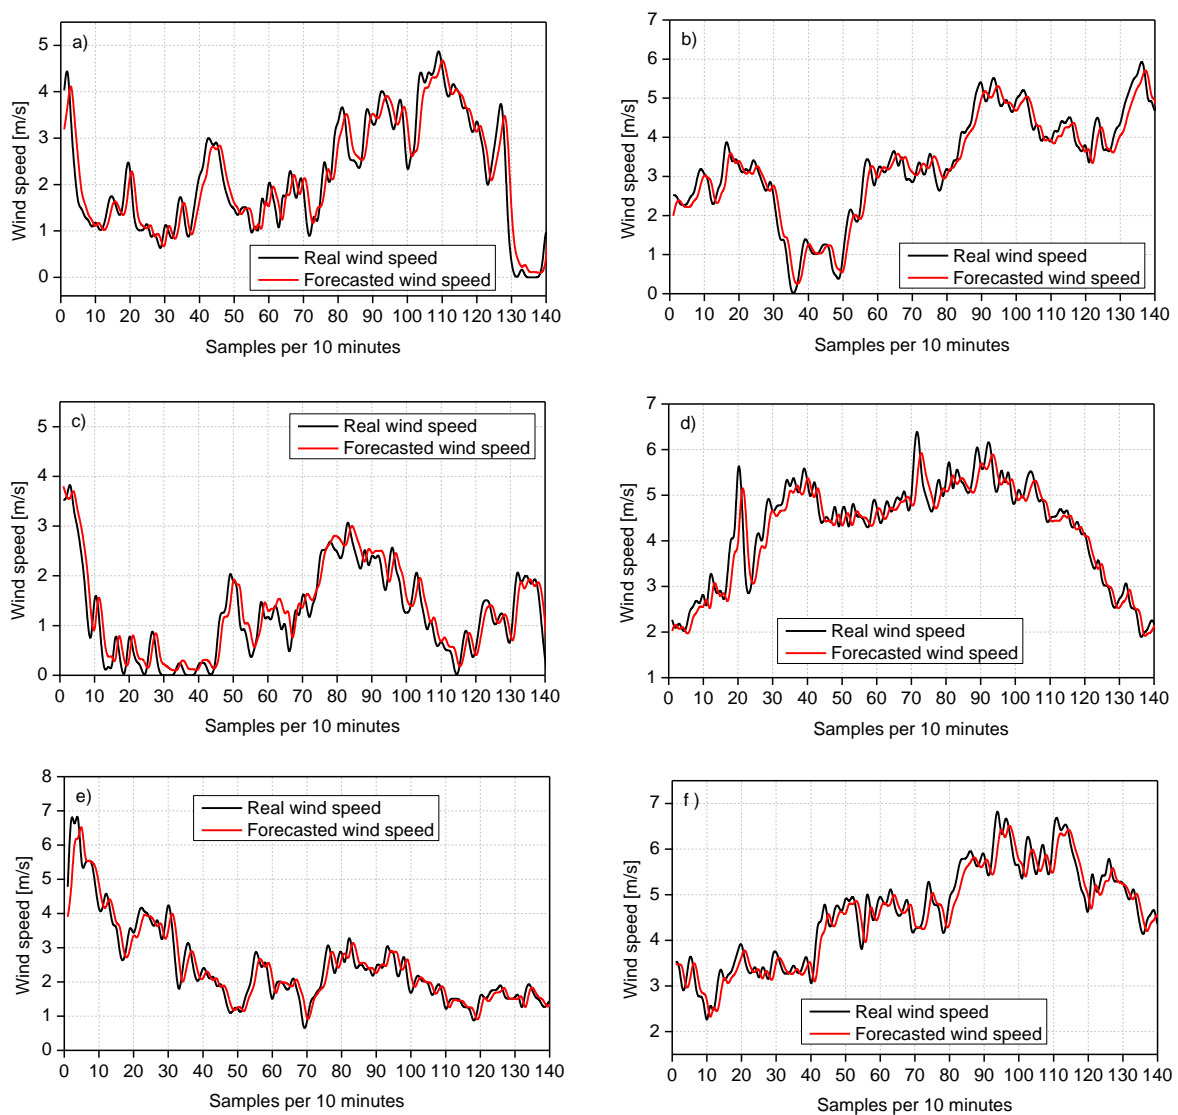 a)
Wind speed [m/s]
5
4
3
2
1
0
Real wind speed
Forecasted wind speed
0 10 20 30 40 50 60 70 80 90 100 110 120 130 140
Samples per 10 minutes
b)
Wind speed [m/s]
7
6
5
4
3
2
1
0
Real wind speed
Forecasted wind speed
0 10 20 30 40 50 60 70 80 90 100 110 120 130 140
Samples per 10 minutes
c)
Wind speed [m/s]
5
4
3
2
1
0
Real wind speed
Forecasted wind speed
0 10 20 30 40 50 60 70 80 90 100 110 120 130 140
Samples per 10 minutes
d)
Wind speed [m/s]
7
6
5
4
3
2
1
Real wind speed
Forecasted wind speed
0 10 20 30 40 50 60 70 80 90 100 110 120 130 140
Samples per 10 minutes
e)
Wind speed [m/s]
8
7
6
5
4
3
2
1
0
Real wind speed
Forecasted wind speed
0 10 20 30 40 50 60 70 80 90 100 110 120 130 140
Samples per 10 minutes
f )
Wind speed [m/s]
7
6
5
4
3
2
Real wind speed
Forecasted wind speed
0 10 20 30 40 50 60 70 80 90 100 110 120 130 140
Samples per 10 minutes